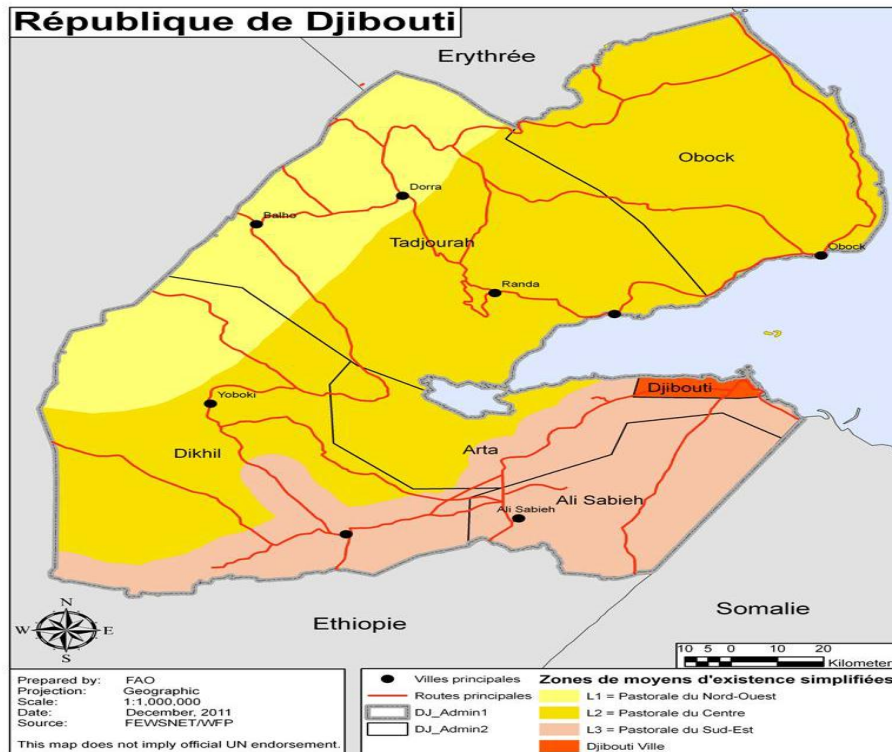 République de Djibouti
Erythrée
Obock
Dorra
Balho
Tadjourah
Obock
Randa
Djibouti
Yoboki
Dikhil
Arta
Ali Sabieh
Ali Sabieh
Ethiopie
Somalie
N
W E
S
10 5 0 10 20
Kilometer
Prepared by: FAO
Projection: Geographic
Scale: 1:1,000,000
Date: December, 2011
Source: FEWSNET/WFP
This map does not imply official UN endorsement.
Villes principales
Routes principales
DJ_Admin1
DJ_Admin2
Zones de moyens d'existence simplifiées
L1 = Pastorale du Nord-Ouest
L2 = Pastorale du Centre
L3 = Pastorale du Sud-Est
Djibouti Ville